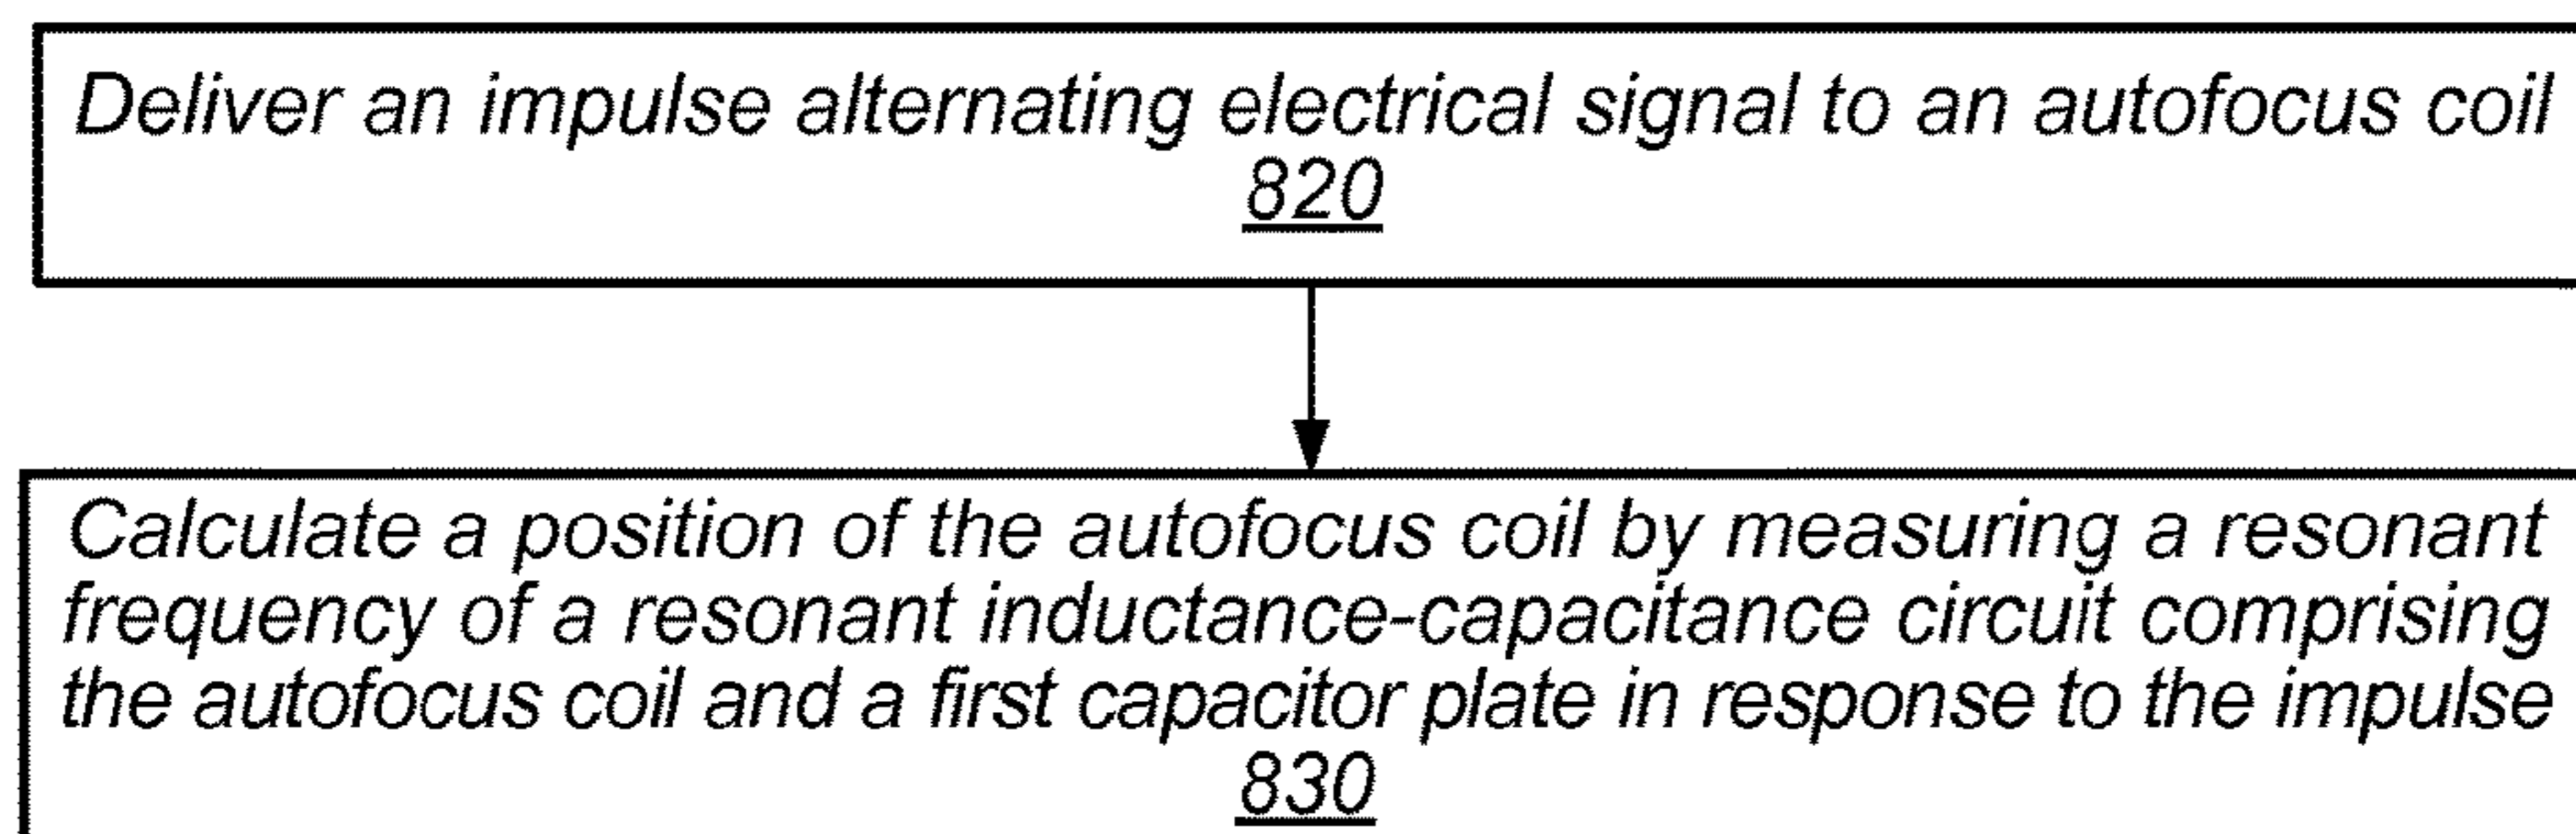 Deliver an impulse alternating electrical signal to an autofocus coil
820
Calculate a position of the autofocus coil by measuring a resonant
frequency of a resonant inductance-capacitance circuit comprising
the autofocus coil and a first capacitor plate in response to the impulse
830